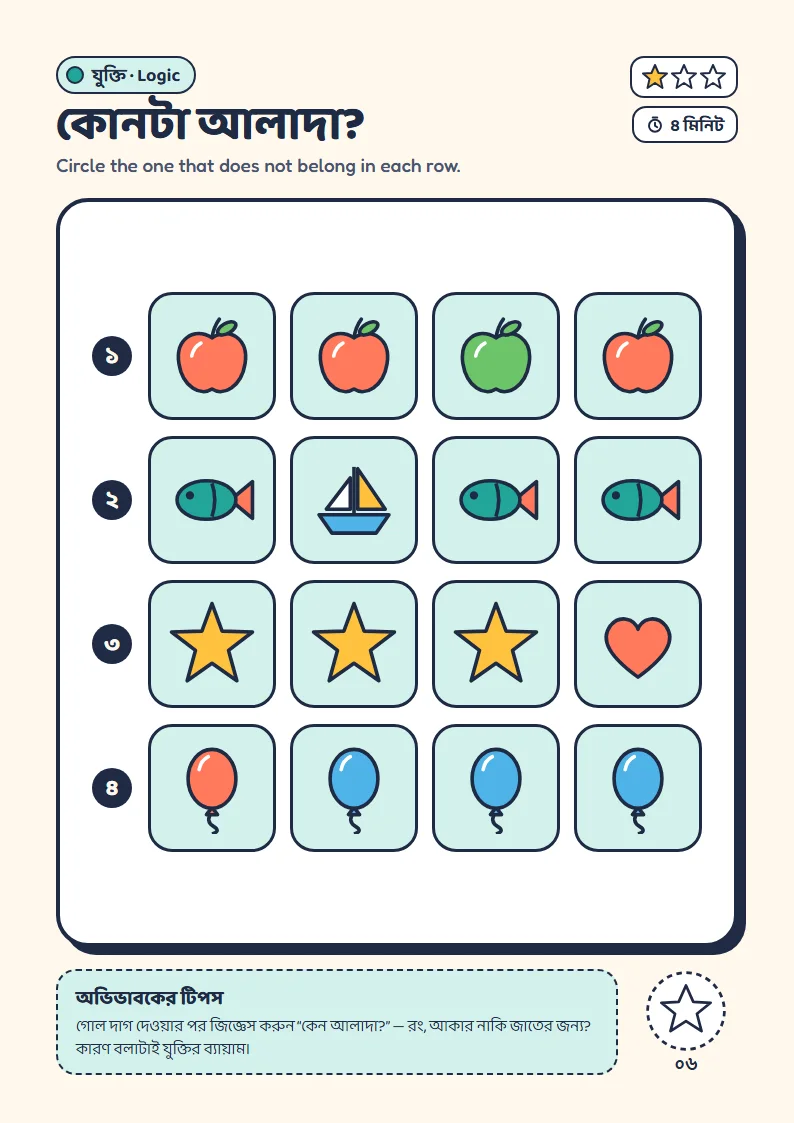 যুক্তি · Logic
কোনটা আলাদা?
৪ মিনিট
Circle the one that does not belong in each row.
১
২
৩
৪
অভিভাবকের টিপস
গোল দাগ দেওয়ার পর জিজ্ঞেস করুন “কেন আলাদা?” — রং, আকার নাকি জাতের জন্য?
কারণ বলাটাই যুক্তির ব্যায়াম।
০৬